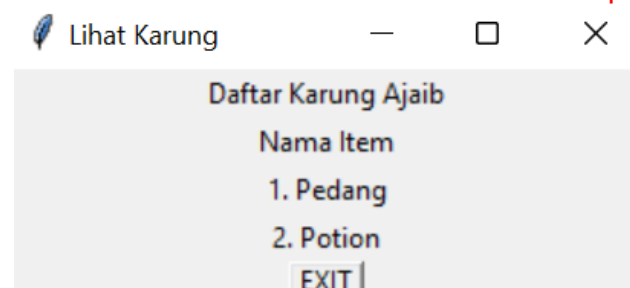 Lihat Karung
Daftar Karung Ajaib
Nama Item
1. Pedang
2. Potion
EXIT